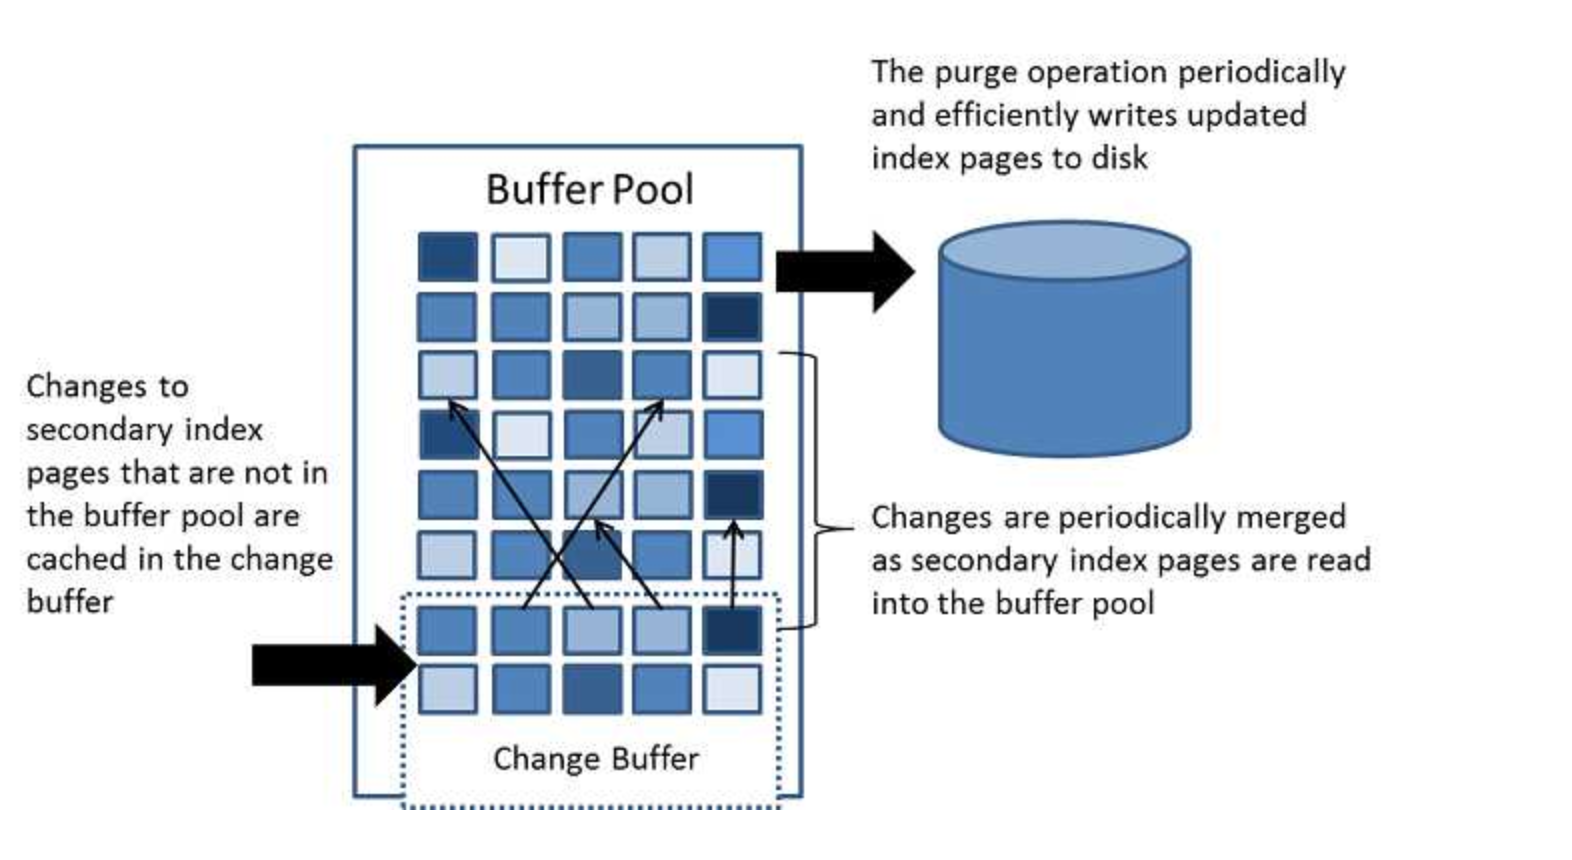 The purge operation periodically
and efficiently writes updated
index pages to disk
Buffer Pool
Changes to
secondary index
pages that are not in
the buffer pool are
cached in the change
buffer
Changes are periodically merged
as secondary index pages are read
into the buffer pool
Change Buffer